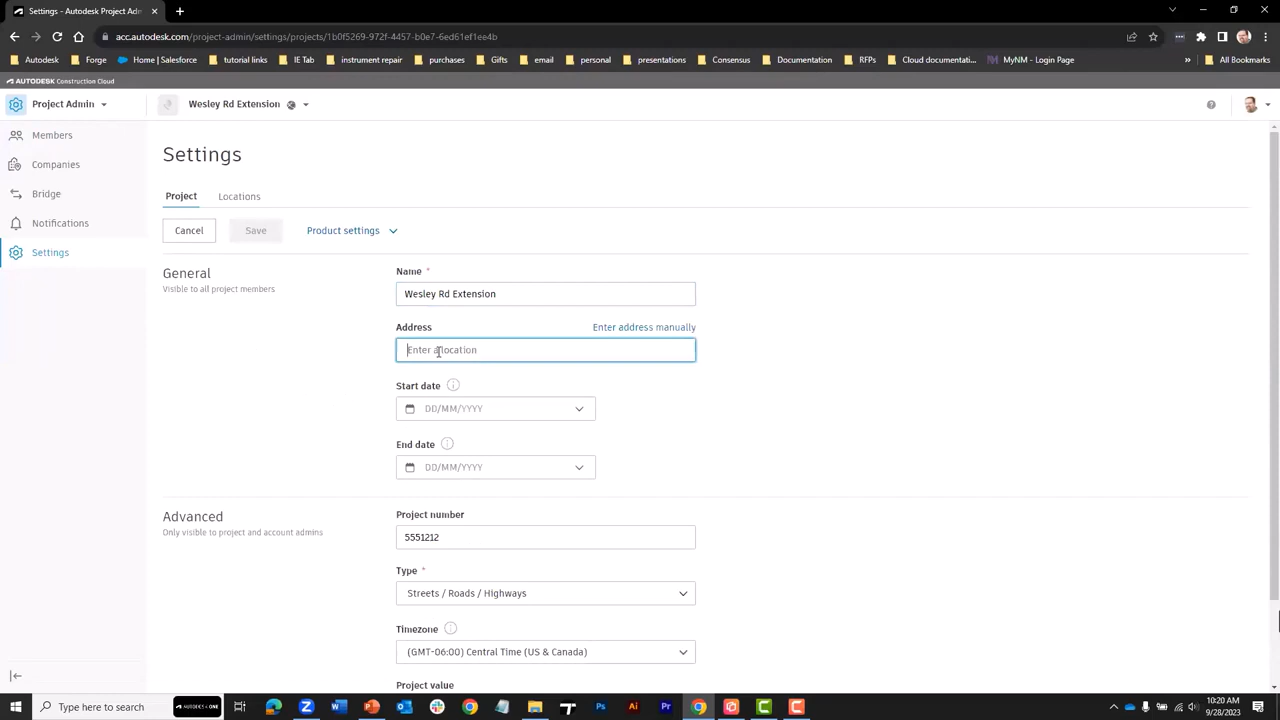 Settings - Autodesk Project Adm
acc.autodesk.com/project-admin/settings/projects/1b0f5269-972f-4457-b0e7-6ed61ef1ee4b
Autodesk
Forge
Home | Salesforce
tutorial links
IE Tab
instrument repair
purchases
Gifts
email
personal
presentations
Consensus
Documentation
RFPs
Cloud documentati...
MyNM - Login Page
»
All Bookmarks
AUTODESK CONSTRUCTION CLOUD
Project Admin
Wesley Rd Extension
Members
Companies
Bridge
Notifications
Settings
Settings
Project
Locations
Cancel
Save
Product settings
General
Visible to all project members
Name *
Wesley Rd Extension
Address
Enter address manually
Enter a location
Start date
DD/MM/YYYY
End date
DD/MM/YYYY
Advanced
Only visible to project and account admins
Project number
5551212
Type *
Streets / Roads / Highways
Timezone
(GMT-06:00) Central Time (US & Canada)
Project value
Type here to search
AUTODESK ONE
10:20 AM
9/28/2023